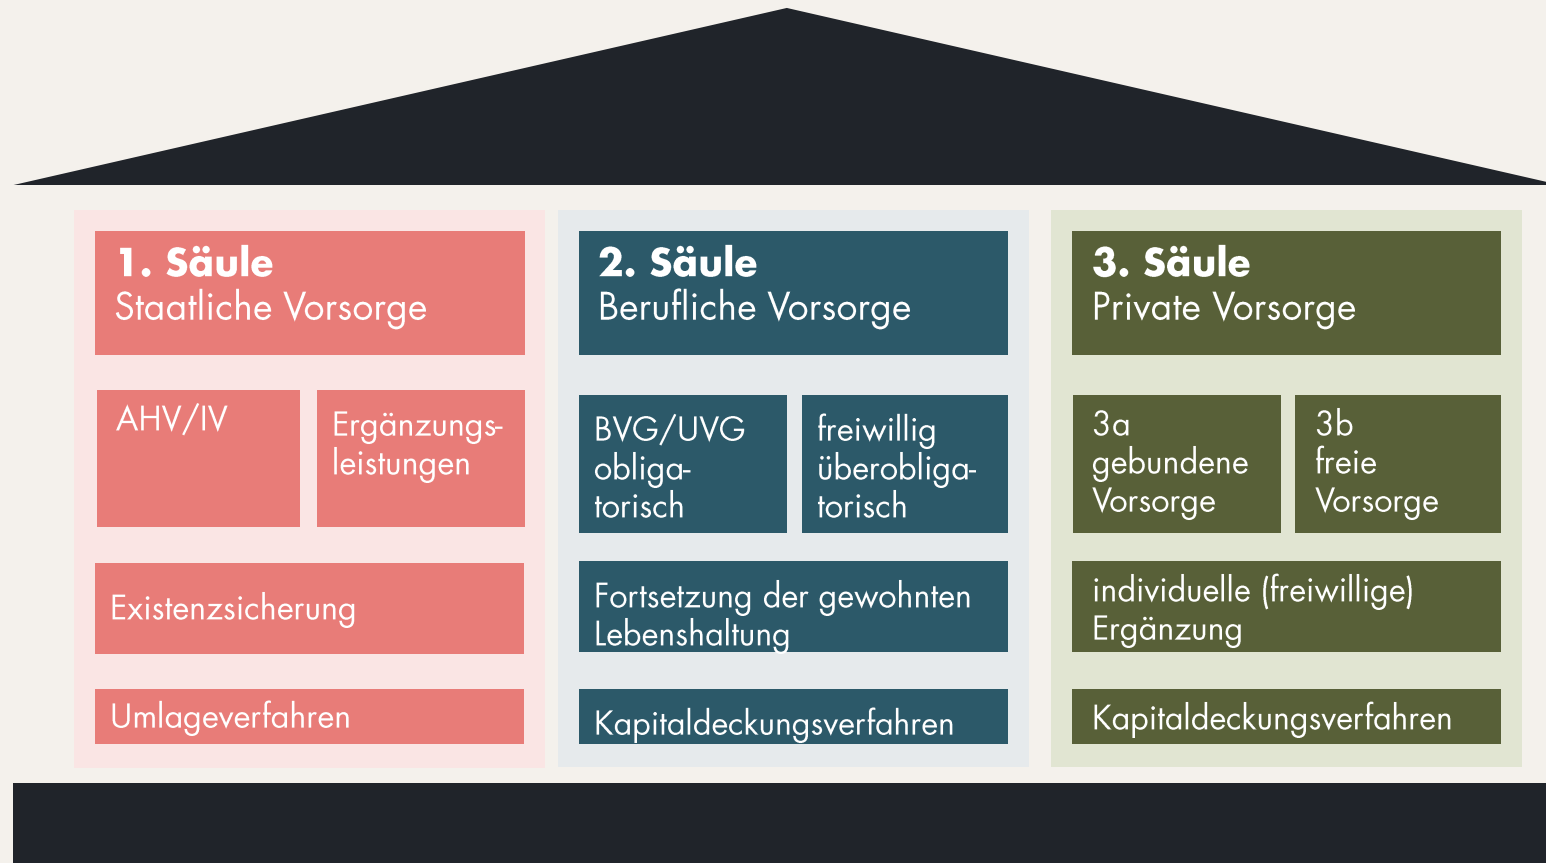 1. Säule
Staatliche Vorsorge
AHV/IV
Ergänzungs-
leistungen
Existenzsicherung
Umlageverfahren
2. Säule
Berufliche Vorsorge
BVG/UVG
obliga-
torisch
freiwillig
überobliga-
torisch
Fortsetzung der gewohnten
Lebenshaltung
Kapitaldeckungsverfahren
3. Säule
Private Vorsorge
3a
gebundene
Vorsorge
3b
freie
Vorsorge
individuelle (freiwillige)
Ergänzung
Kapitaldeckungsverfahren